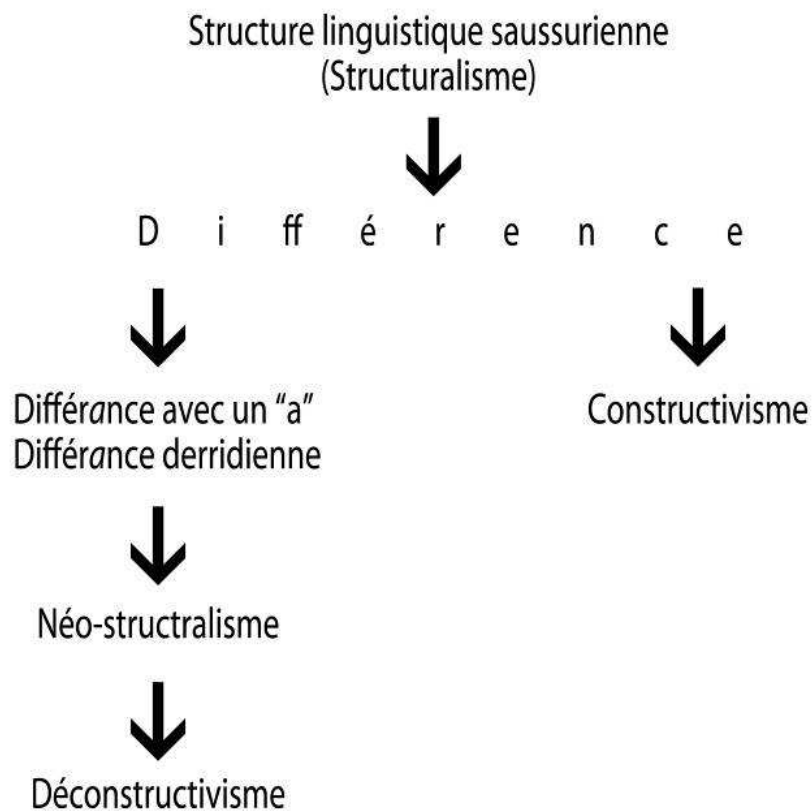 Structure linguistique saussurienne
(Structuralisme)
D i ff é r e n c e
Différance avec un “a”
Différance derridienne
Constructivisme
Néo-structralisme
Déconstructivisme